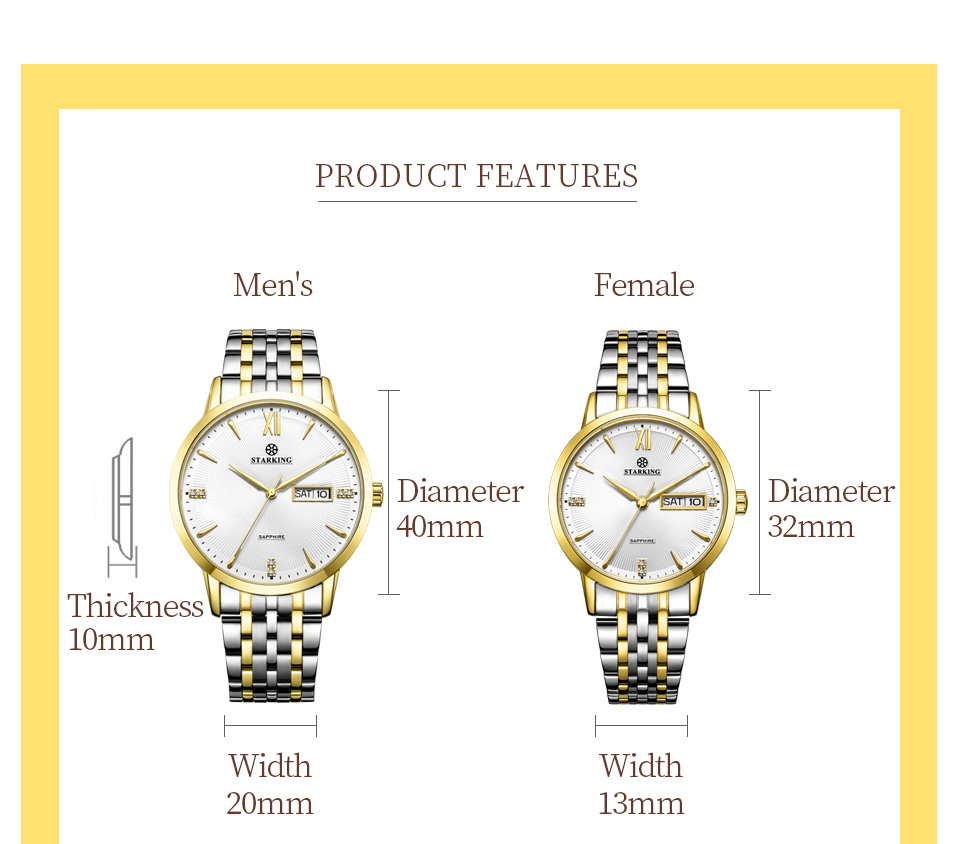 PRODUCT FEATURES
Men's
Female
STARKING
SAT 10
SAPPHIRE
STARKING
SAT 10
SAPPHIRE
Diameter
40mm
Diameter
32mm
Thickness
10mm
Width
20mm
Width
13mm